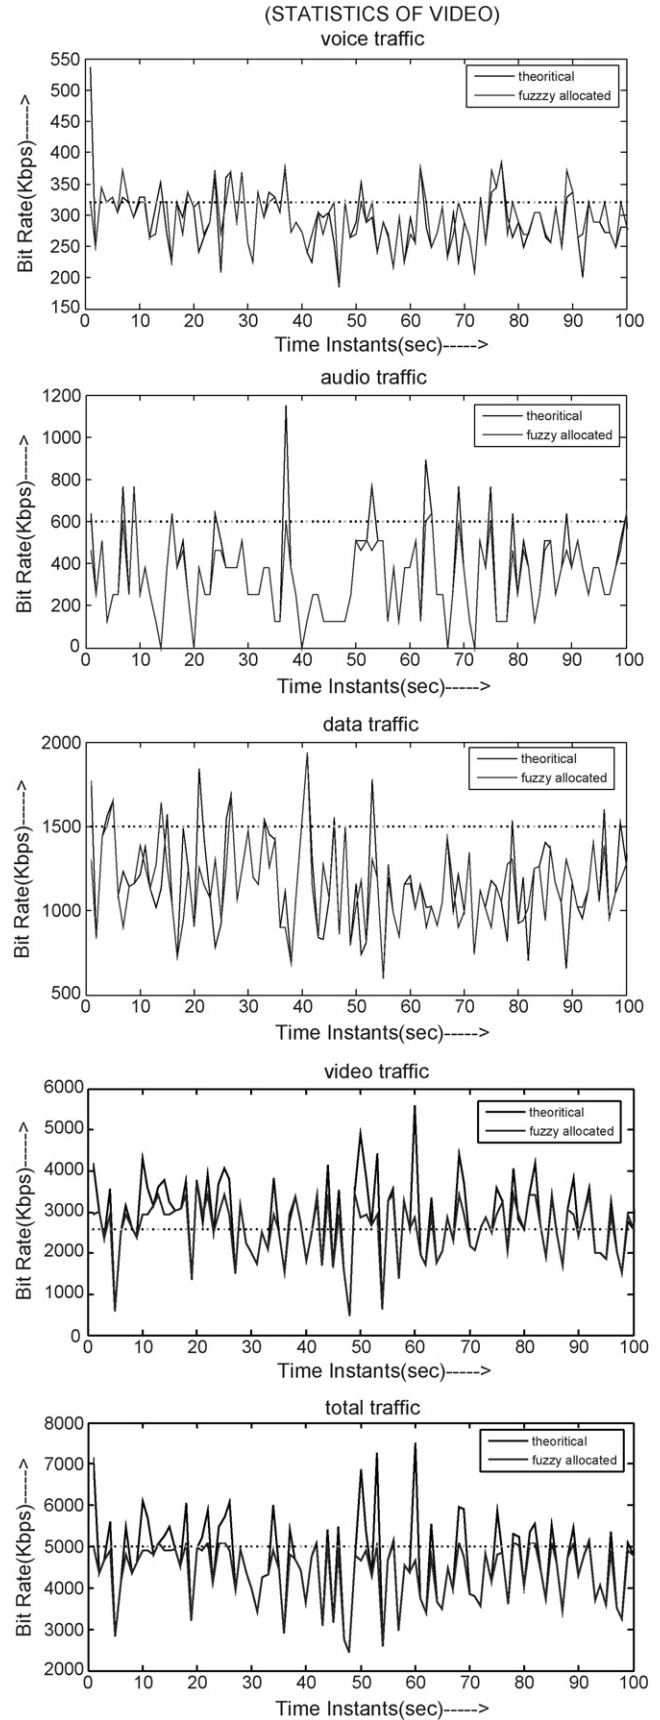 (STATISTICS OF VIDEO)
voice traffic
550
500
450
400
350
300
250
200
150
Bit Rate(Kbps)----->
theoritical
fuzzzy allocated
0 10 20 30 40 50 60 70 80 90 100
Time Instants(sec)----->
audio traffic
1200
1000
800
600
400
200
0
Bit Rate(Kbps)----->
theoritical
fuzzy allocated
0 10 20 30 40 50 60 70 80 90 100
Time Instants(sec)----->
data traffic
2000
1500
1000
500
Bit Rate(Kbps)----->
theoritical
fuzzy allocated
0 10 20 30 40 50 60 70 80 90 100
Time Instants(sec)----->
video traffic
6000
5000
4000
3000
2000
1000
0
Bit Rate(Kbps)----->
theoritical
fuzzy allocated
0 10 20 30 40 50 60 70 80 90 100
Time Instants(sec)----->
total traffic
8000
7000
6000
5000
4000
3000
2000
Bit Rate(Kbps)----->
theoritical
fuzzy allocated
0 10 20 30 40 50 60 70 80 90 100
Time Instants(sec)----->